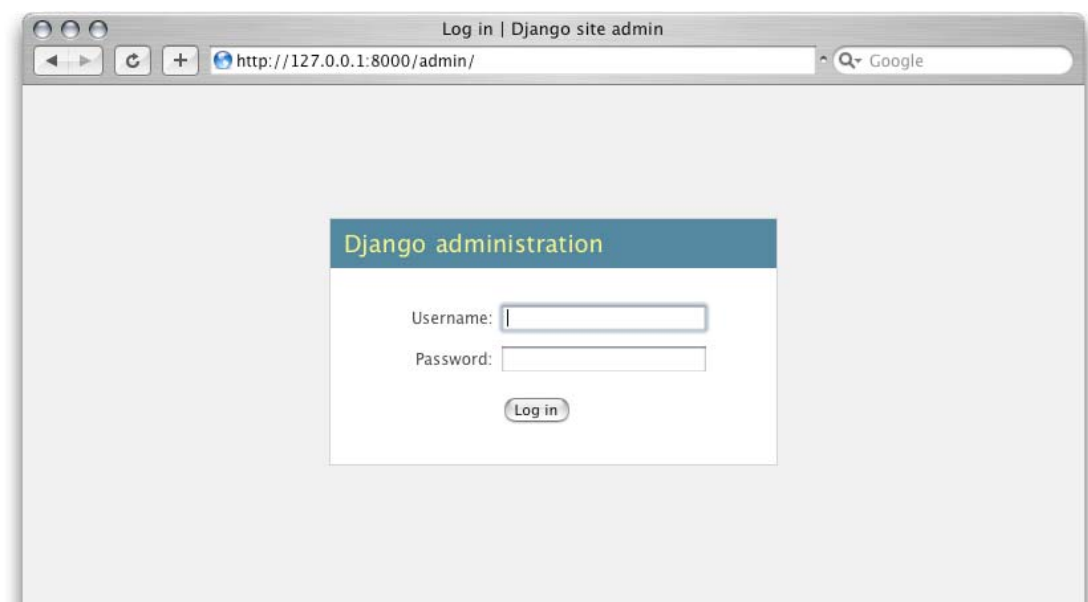 Log in | Django site admin
http://127.0.0.1:8000/admin/
Google
Django administration
Username:
Password:
Log in